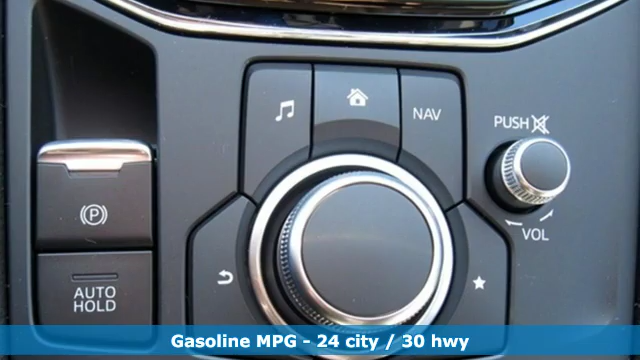 NAV
PUSH
P
VOL
AUTO
HOLD
Gasoline MPG - 24 city / 30 hwy